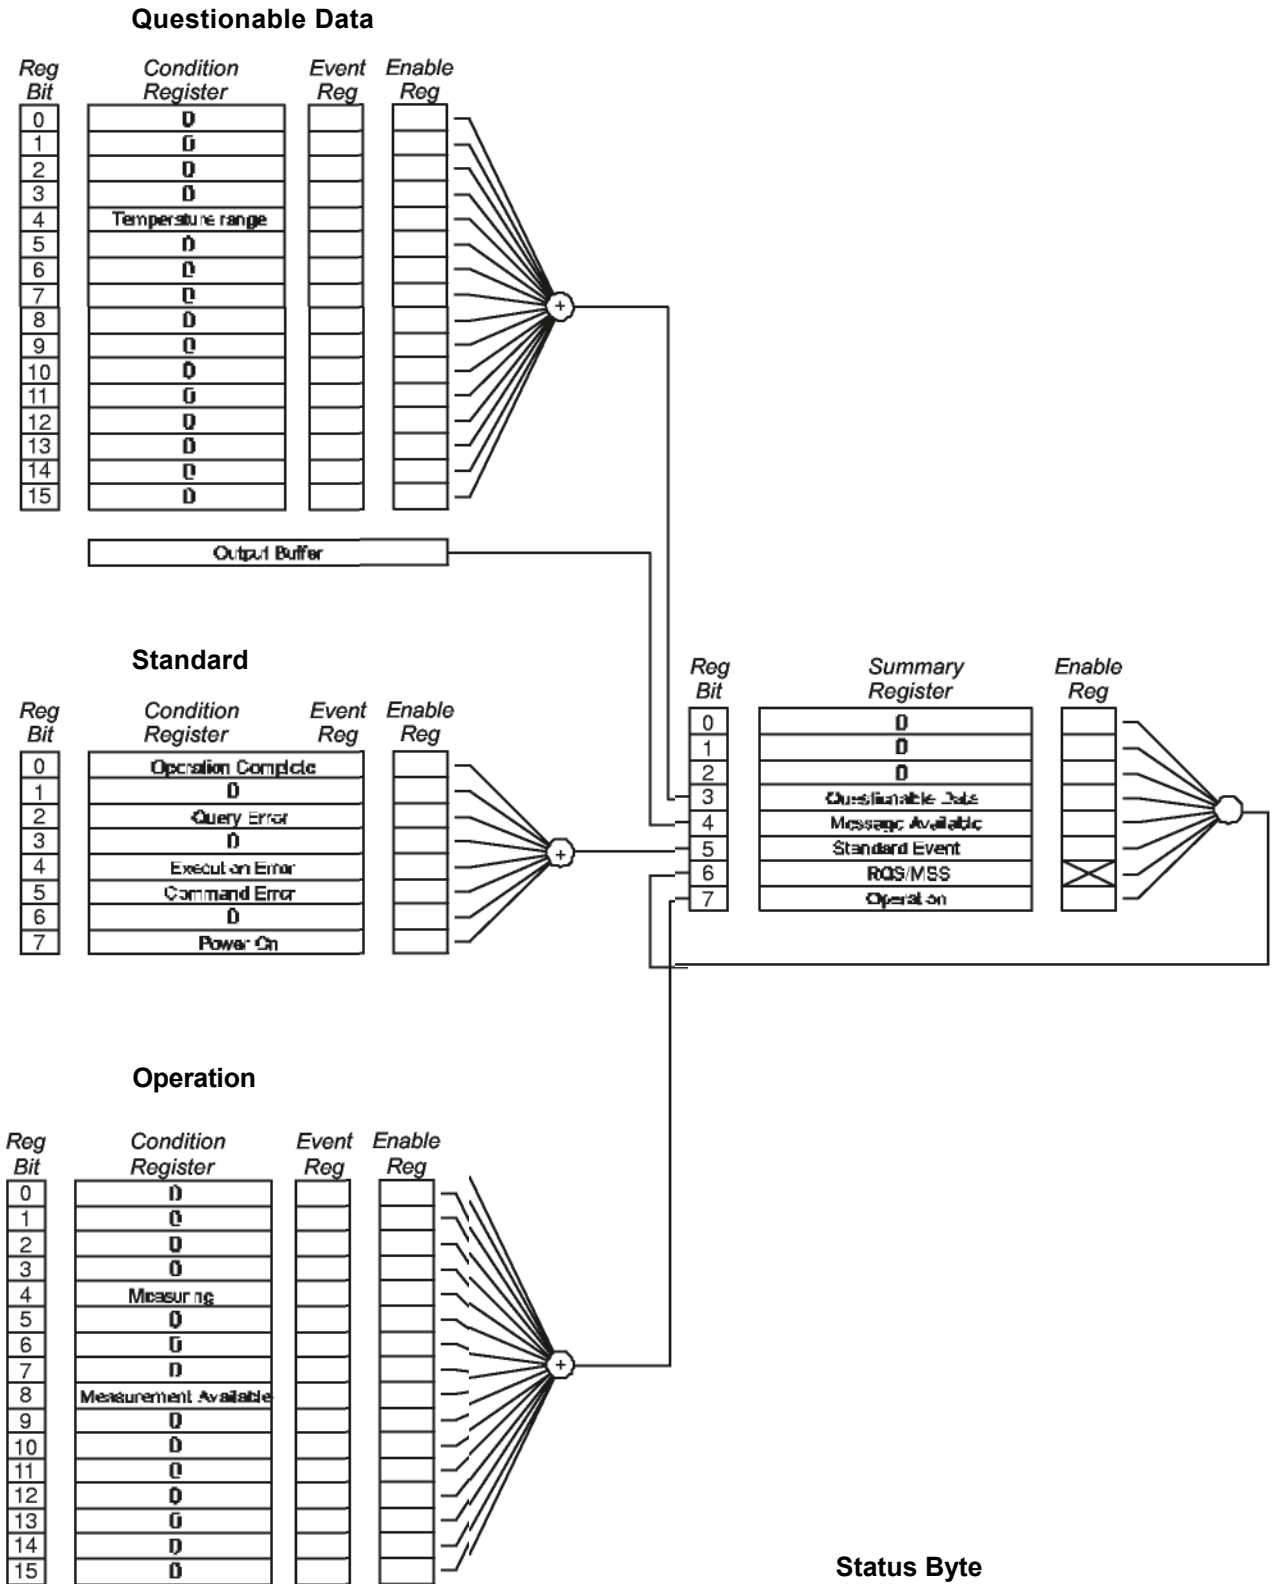 Questionable Data
Reg Bit
Condition Register
Event Reg
Enable Reg
0 0
1 0
2 0
3 0
4 Temperature range
5 0
6 0
7 0
8 0
9 0
10 0
11 0
12 0
13 0
14 0
15 0
Output Buffer
Standard
Reg Bit
Condition Register
Event Reg
Enable Reg
0 Operation Complete
1 0
2 Query Error
3 0
4 Execution Error
5 Command Error
6 0
7 Power On
Reg Bit
Summary Register
Enable Reg
0 0
1 0
2 0
3 Questionable Data
4 Message Available
5 Standard Event
6 RQS/MSS
7 Operation
+
+
Operation
Reg Bit
Condition Register
Event Reg
Enable Reg
0 0
1 0
2 0
3 0
4 Measuring
5 0
6 0
7 0
8 Measurement Available
9 0
10 0
11 0
12 0
13 0
14 0
15 0
+
Status Byte